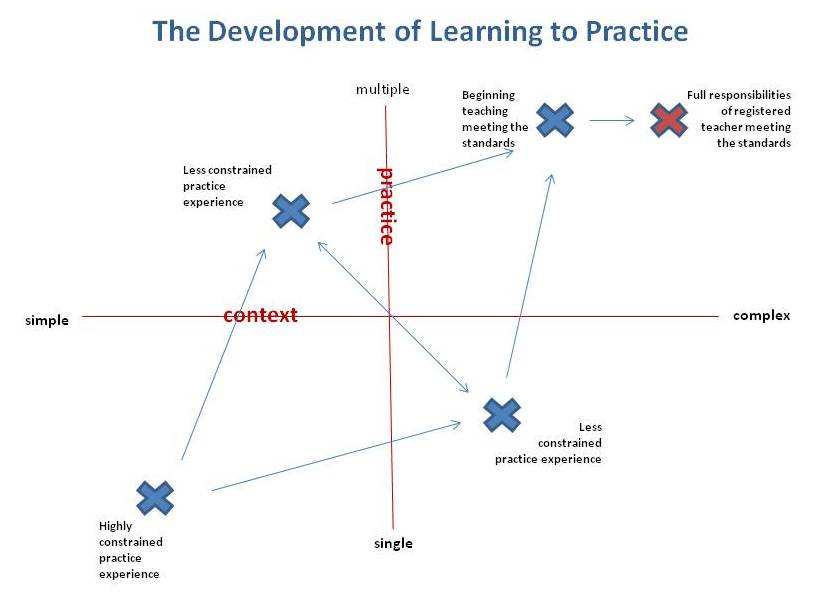 The Development of Learning to Practice
multiple
Beginning
teaching
meeting the
standards
Full responsibilities
of registered
teacher meeting
the standards
Less constrained
practice
experience
practice
simple
context
complex
Less
constrained
practice experience
Highly
constrained
practice
experience
single